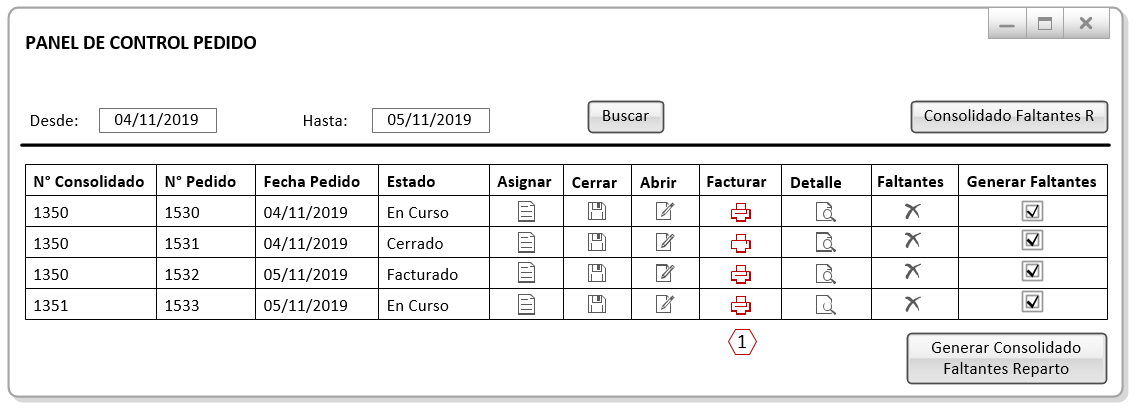 PANEL DE CONTROL PEDIDO
Desde: 04/11/2019 Hasta: 05/11/2019 Buscar Consolidado Faltantes R
N° Consolidado N° Pedido Fecha Pedido Estado Asignar Cerrar Abrir Facturar Detalle Faltantes Generar Faltantes
1350 1530 04/11/2019 En Curso
1350 1531 04/11/2019 Cerrado
1350 1532 05/11/2019 Facturado
1351 1533 05/11/2019 En Curso
1
Generar Consolidado
Faltantes Reparto